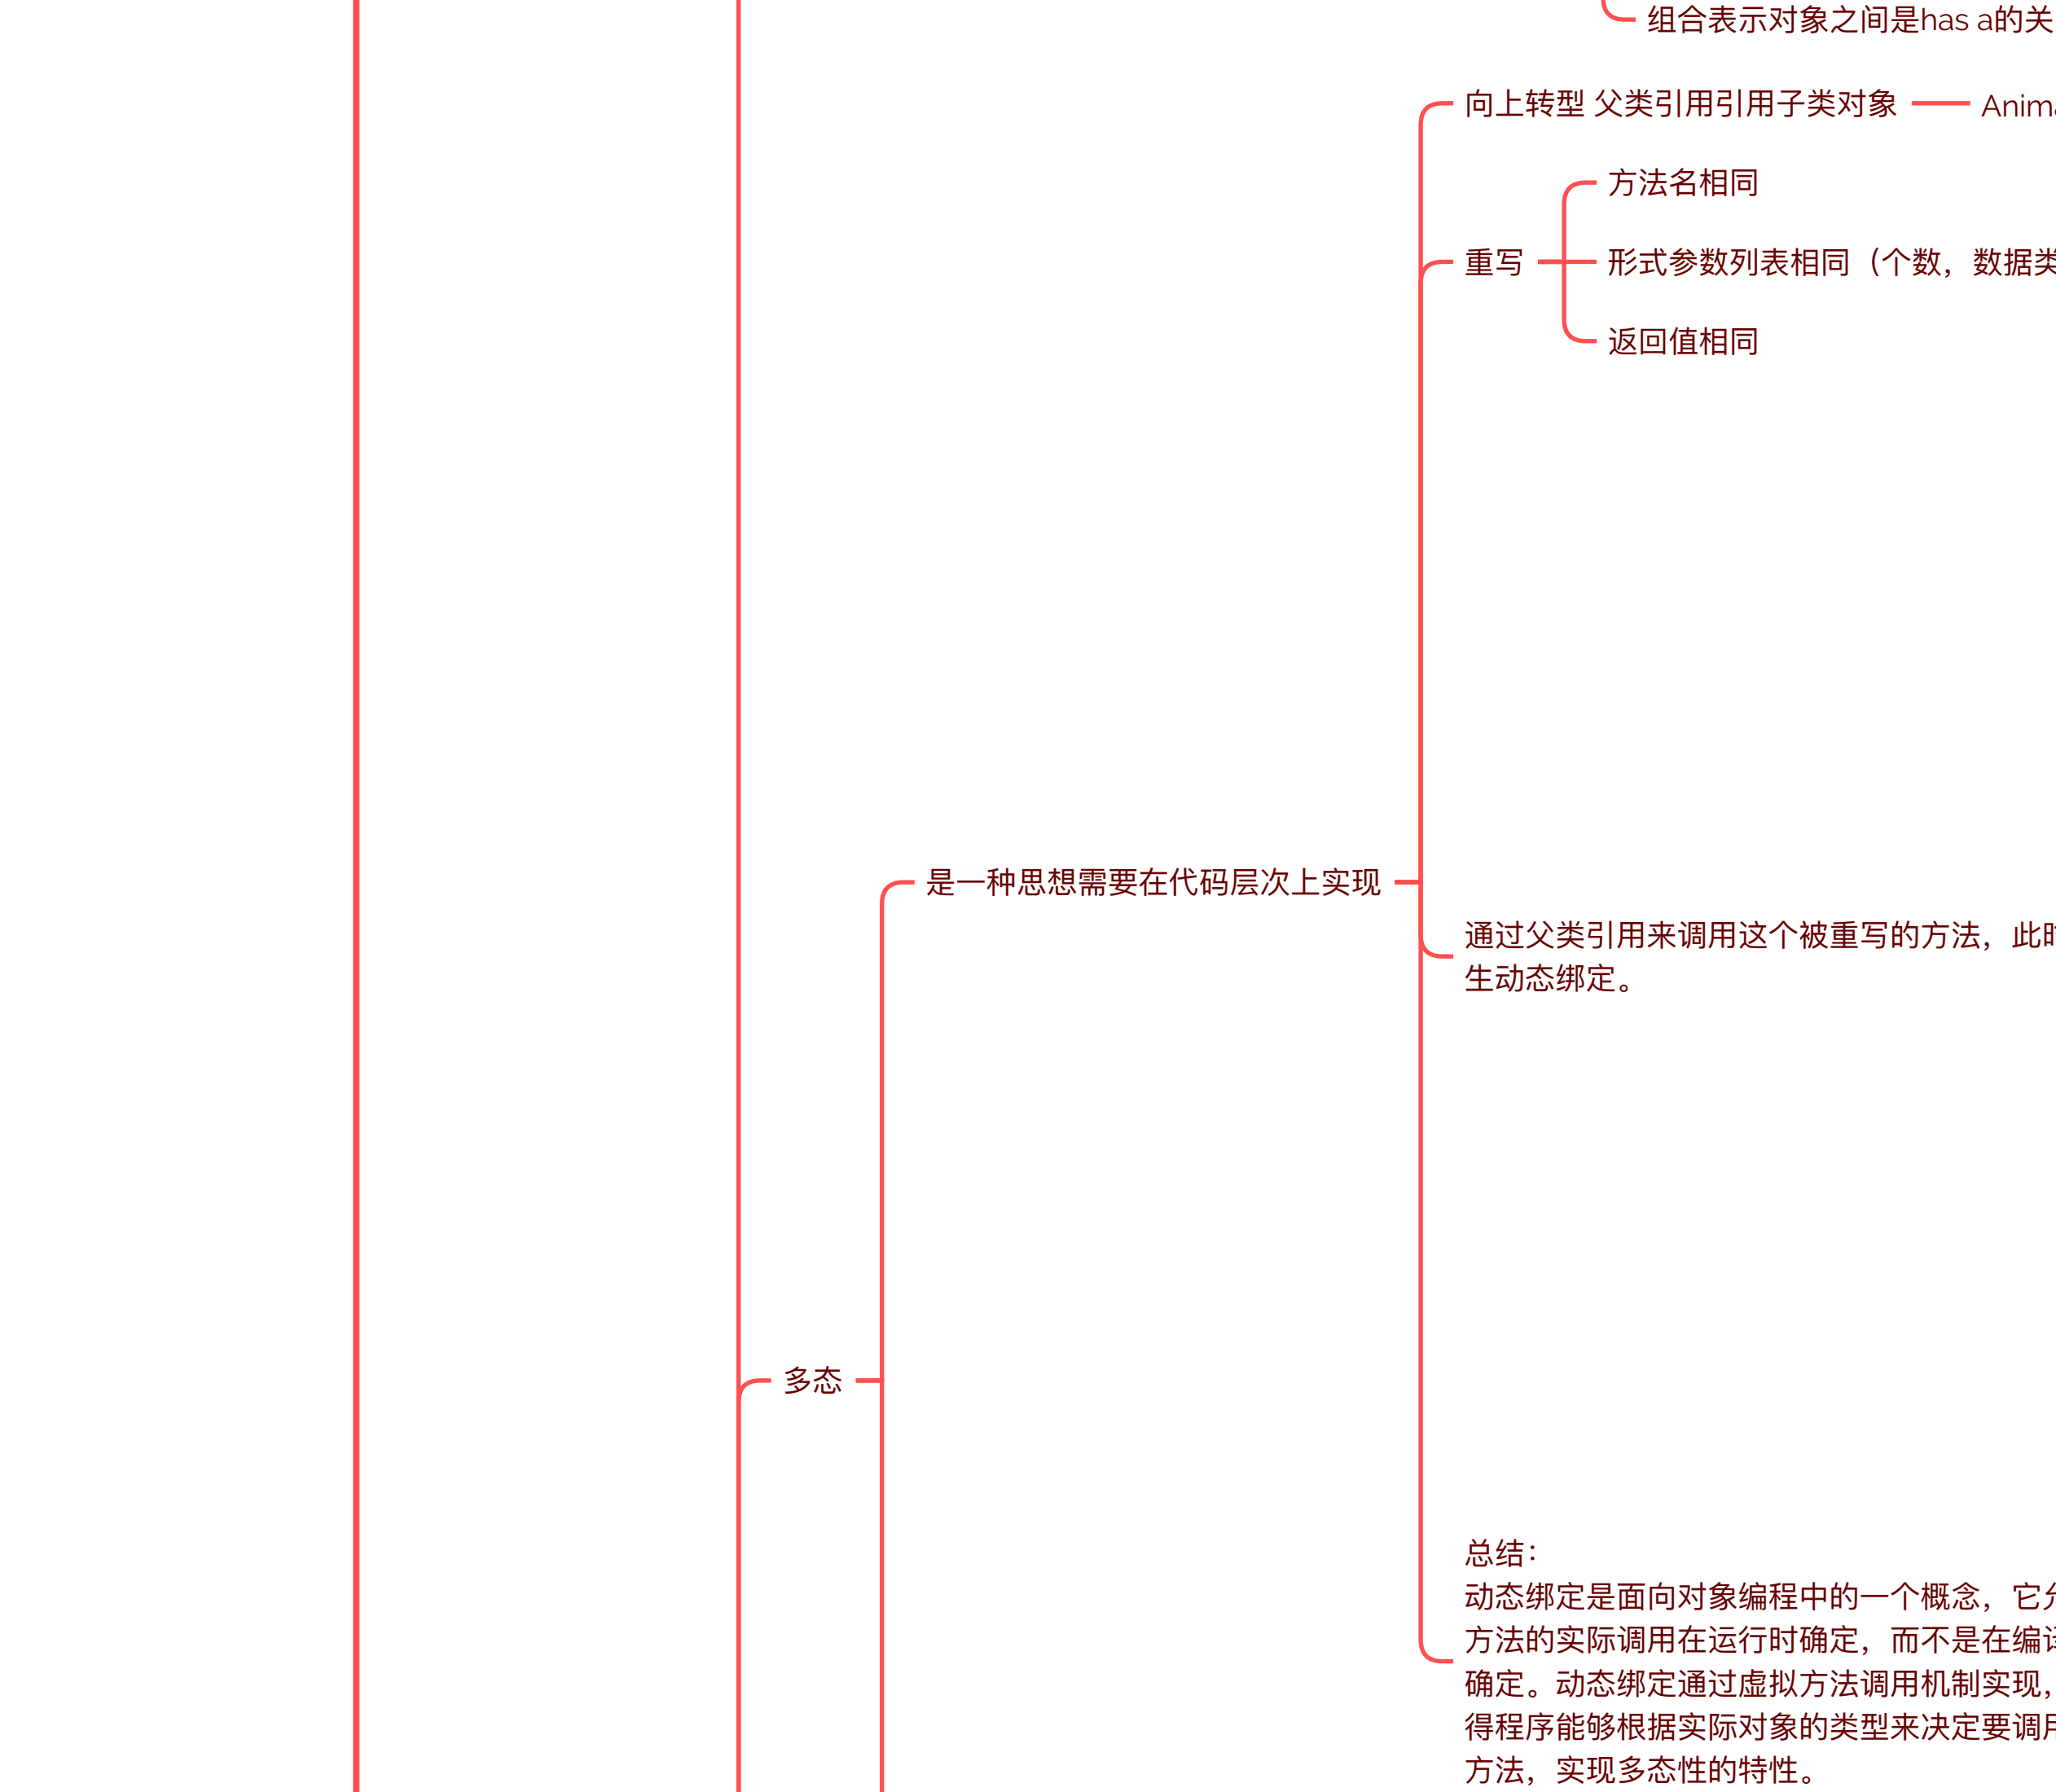 组合表示对象之间是has a的关
向上转型 父类引用引用子类对象
Anima
方法名相同
重写
形式参数列表相同（个数，数据类
返回值相同
是一种思想需要在代码层次上实现
通过父类引用来调用这个被重写的方法，此时
生动态绑定。
多态
总结：
动态绑定是面向对象编程中的一个概念，它允
方法的实际调用在运行时确定，而不是在编译
确定。动态绑定通过虚拟方法调用机制实现，
得程序能够根据实际对象的类型来决定要调用
方法，实现多态性的特性。